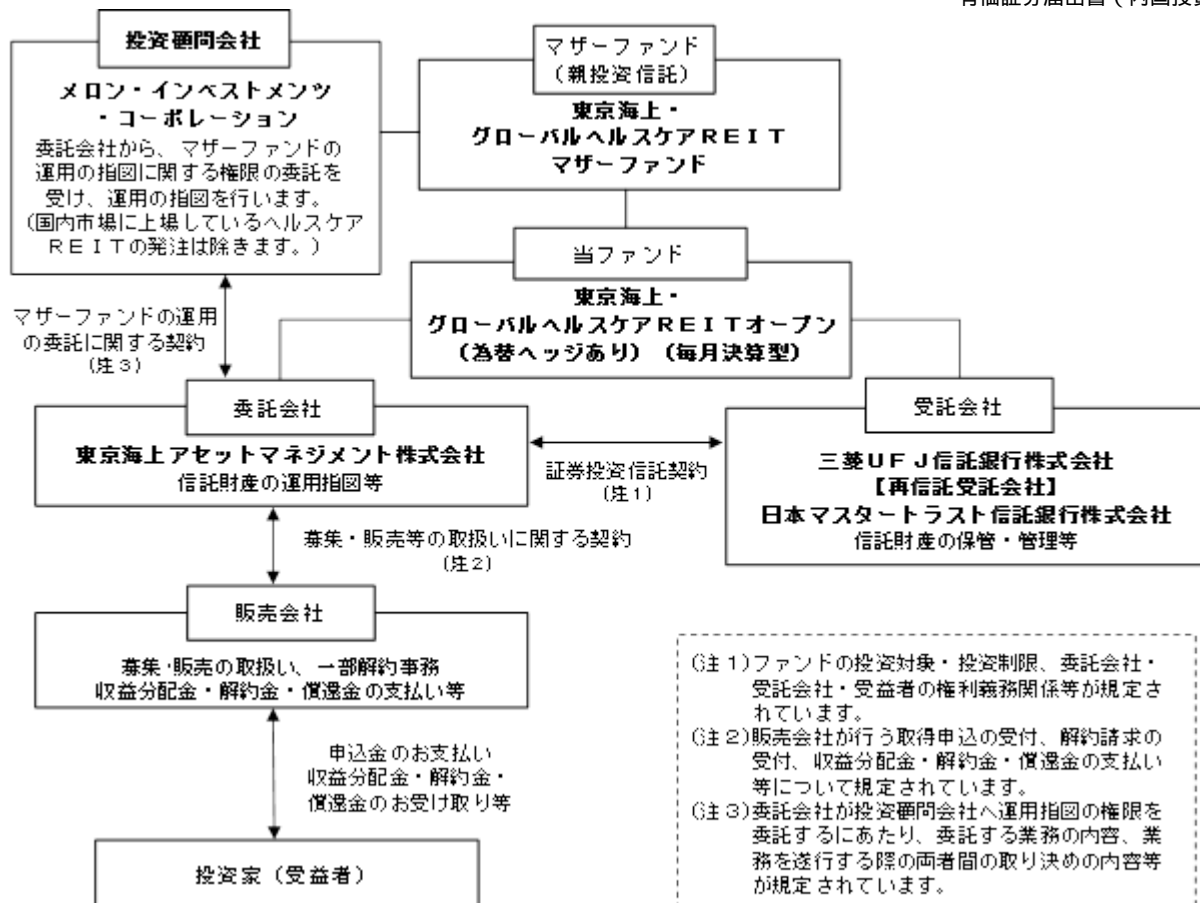 投資顧問会社
メロン・インベストメンツ
・コーポレーション
委託会社から、マザーファンドの
運用の指図に関する権限の委託を
受け、運用の指図を行います。
(国内市場に上場しているヘルスケア
ＲＥＩＴの発注は除きます。)
マザーファンド
(親投資信託)
東京海上・
グローバルヘルスケアＲＥＩＴ
マザーファンド
当ファンド
東京海上・
グローバルヘルスケアＲＥＩＴオープン
(為替ヘッジあり) (毎月決算型)
マザーファンドの運用
の委託に関する契約
(注３)
委託会社
東京海上アセットマネジメント株式会社
信託財産の運用指図等
証券投資信託契約
(注１)
受託会社
三菱ＵＦＪ信託銀行株式会社
【再信託受託会社】
日本マスタートラスト信託銀行株式会社
信託財産の保管・管理等
募集・販売等の取扱いに関する契約
(注２)
販売会社
募集・販売の取扱い、一部解約事務
収益分配金・解約金・償還金の支払い等
申込金のお支払い
収益分配金・解約金・
償還金のお受け取り等
投資家（受益者）
(注１)ファンドの投資対象・投資制限、委託会社・
受託会社・受益者の権利義務関係等が規定さ
れています。
(注２)販売会社が行う取得申込の受付、解約請求の
受付、収益分配金・解約金・償還金の支払い
等について規定されています。
(注３)委託会社が投資顧問会社へ運用指図の権限を
委託するにあたり、委託する業務の内容、業
務を遂行する際の両者間の取り決めの内容等
が規定されています。